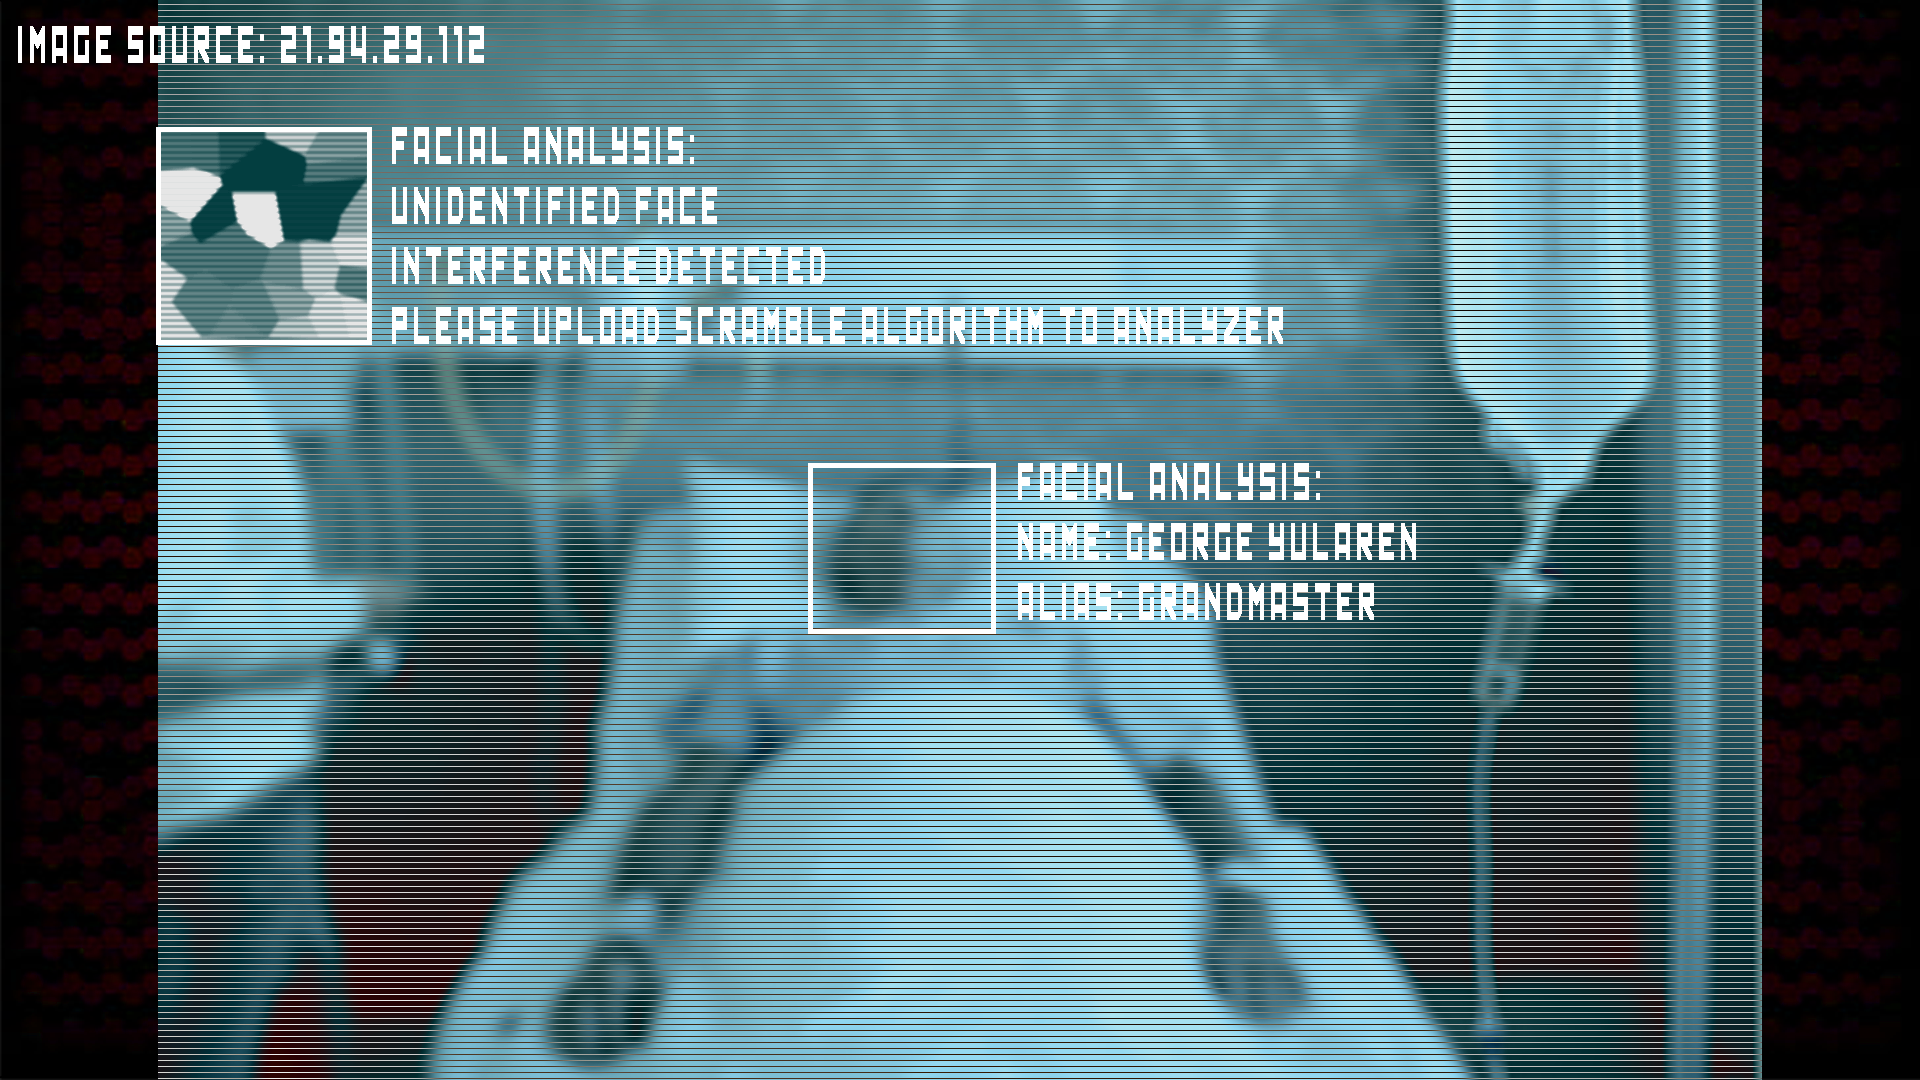 IMAGE SOURCE: 21.94.29.112
FACIAL ANALYSIS:
UNIDENTIFIED FACE
INTERFERENCE DETECTED
PLEASE UPLOAD SCRAMBLE ALGORITHM TO ANALYZER
FACIAL ANALYSIS:
NAME: GEORGE YULAREN
ALIAS: GRANDMASTER